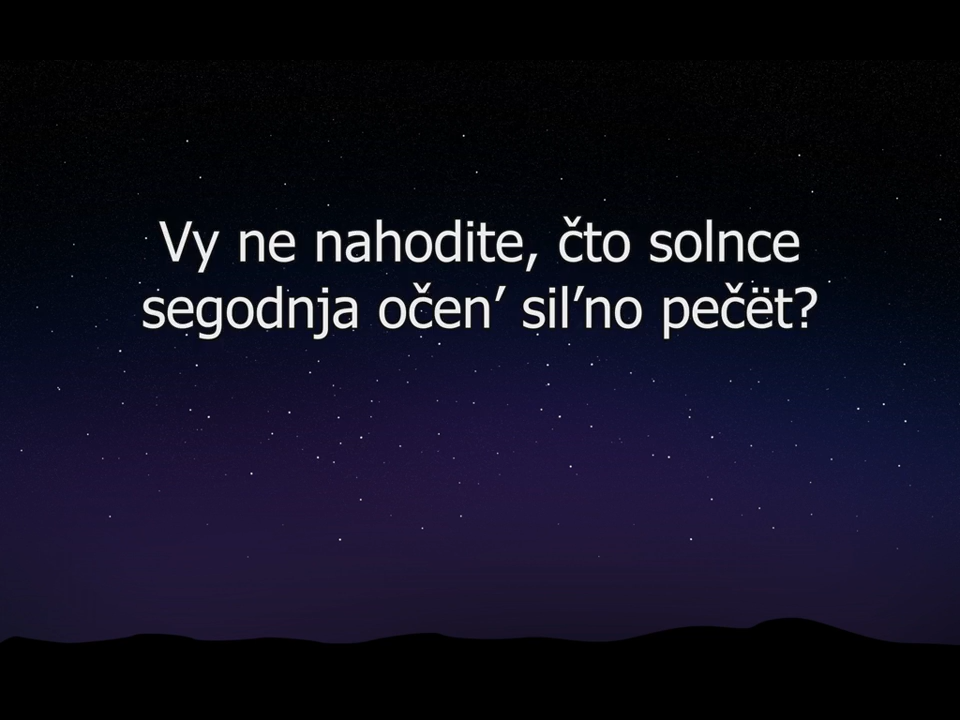 Vy ne nahodite, čto solnce
segodnja očen’ sil’no pečët?